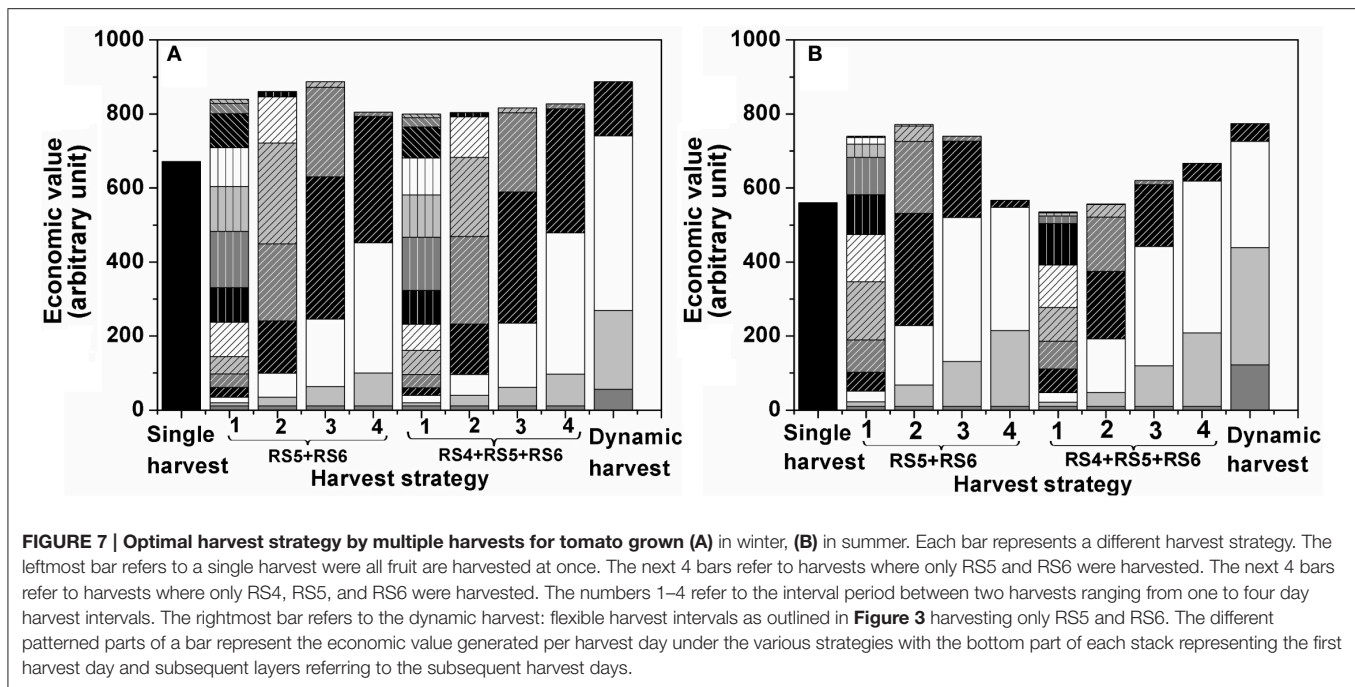 1000
A
800
600
400
200
0
Economic value
(arbitrary unit)
Single
harvest
1 2 3 4 1 2 3 4
RS5+RS6
RS4+RS5+RS6
Dynamic
harvest
Harvest strategy
1000
B
800
600
400
200
0
Economic value
(arbitrary unit)
Single
harvest
1 2 3 4 1 2 3 4
RS5+RS6
RS4+RS5+RS6
Dynamic
harvest
Harvest strategy
FIGURE 7 | Optimal harvest strategy by multiple harvests for tomato grown (A) in winter, (B) in summer. Each bar represents a different harvest strategy. The
leftmost bar refers to a single harvest were all fruit are harvested at once. The next 4 bars refer to harvests where only RS5 and RS6 were harvested. The next 4 bars
refer to harvests where only RS4, RS5, and RS6 were harvested. The numbers 1–4 refer to the interval period between two harvests ranging from one to four day
harvest intervals. The rightmost bar refers to the dynamic harvest: flexible harvest intervals as outlined in Figure 3 harvesting only RS5 and RS6. The different
patterned parts of a bar represent the economic value generated per harvest day under the various strategies with the bottom part of each stack representing the first
harvest day and subsequent layers referring to the subsequent harvest days.